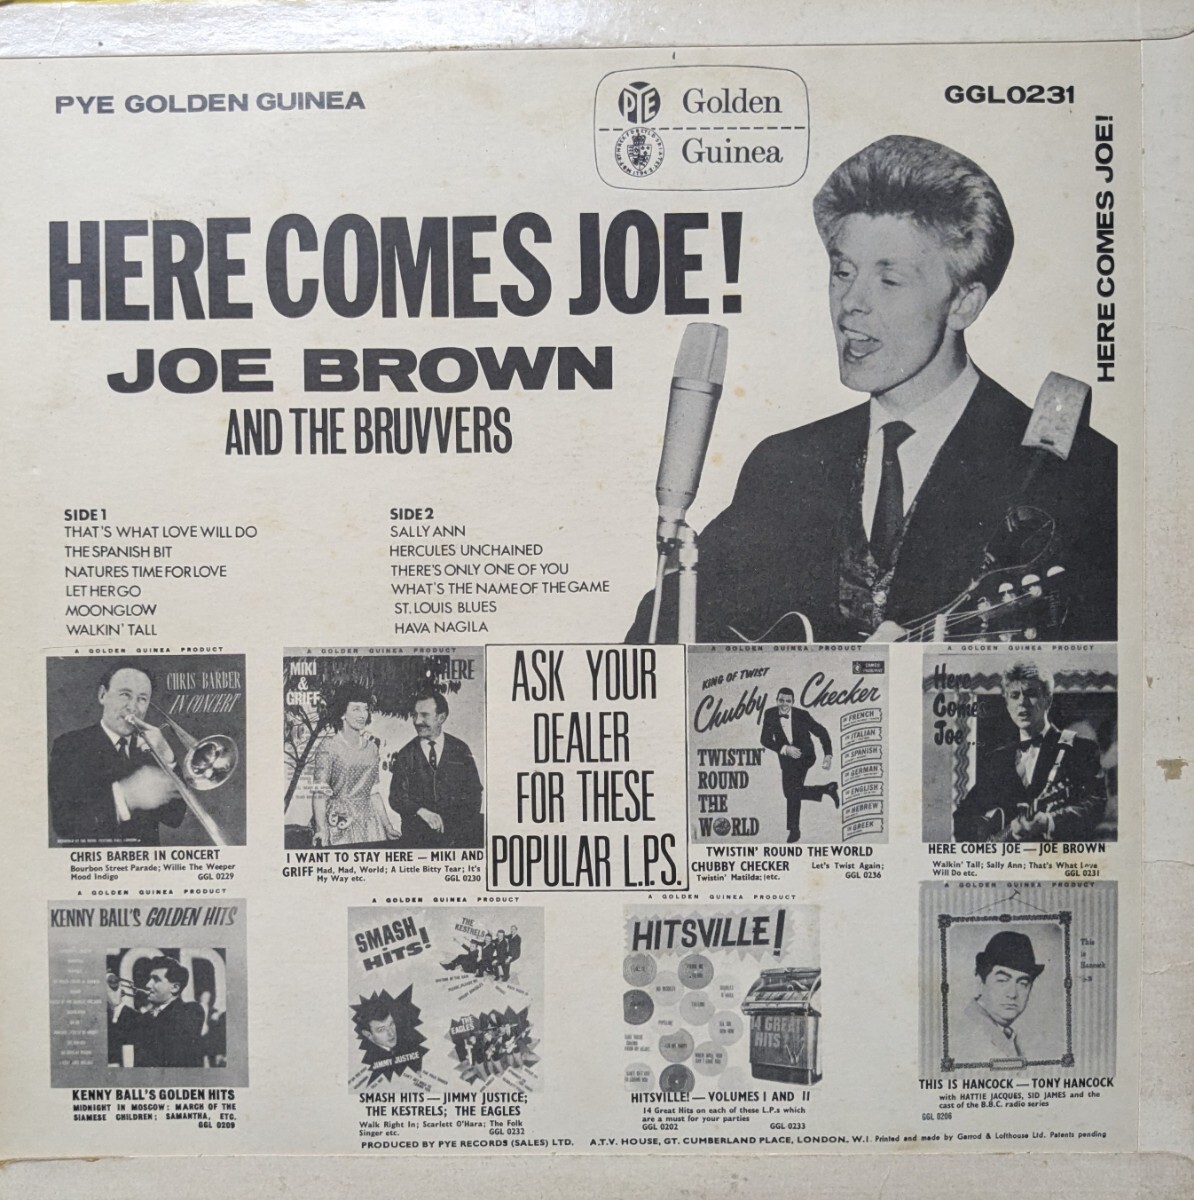 PYE GOLDEN GUINEA
PYE Golden
Guinea
GGL0231
HERE COMES JOE!
HERE COMES JOE!
JOE BROWN
AND THE BRUVVERS
SIDE 1
THAT'S WHAT LOVE WILL DO
THE SPANISH BIT
NATURES TIME FOR LOVE
LET HER GO
MOONGLOW
WALKIN' TALL
SIDE 2
SALLY ANN
HERCULES UNCHAINED
THERE'S ONLY ONE OF YOU
WHAT'S THE NAME OF THE GAME
ST. LOUIS BLUES
HAVA NAGILA
A GOLDEN GUINEA PRODUCT
CHRIS BARBER
IN CONCERT
CHRIS BARBER IN CONCERT
Bourbon Street Parade; Willie The Weeper
Mood Indigo GGL 0229
A GOLDEN GUINEA PRODUCT
MIKI
&
GRIFF
HERE
I WANT TO STAY HERE — MIKI AND
GRIFF Mad, Mad, World; A Little Bitty Tear; It's
My Way etc. GGL 0230
ASK YOUR
DEALER
FOR THESE
POPULAR L.P.S.
A GOLDEN GUINEA PRODUCT
KING OF TWIST
Chubby Checker
TWISTIN'
ROUND
THE
WORLD
in FRENCH
in ITALIAN
in SPANISH
in GERMAN
in ENGLISH
in HEBREW
in GREEK
TWISTIN' ROUND THE WORLD
CHUBBY CHECKER Let's Twist Again;
Twistin' Matilda; etc. GGL 0236
A GOLDEN GUINEA PRODUCT
Here
Comes
Joe...
HERE COMES JOE — JOE BROWN
Walkin' Tall; Sally Ann; That's What Love
Will Do etc. GGL 0231
A GOLDEN GUINEA PRODUCT
KENNY BALL'S GOLDEN HITS
KENNY BALL'S GOLDEN HITS
MIDNIGHT IN MOSCOW: MARCH OF THE
SIAMESE CHILDREN; SAMANTHA, ETC.
GGL 0209
A GOLDEN GUINEA PRODUCT
SMASH
HITS!
THE
KESTRELS
JIMMY JUSTICE
THE
EAGLES
SMASH HITS — JIMMY JUSTICE;
THE KESTRELS; THE EAGLES
Walk Right In; Scarlett O'Hara; The Folk
Singer etc. GGL 0232
A GOLDEN GUINEA PRODUCT
HITSVILLE!
14 GREAT
HITS
HITSVILLE! — VOLUMES I AND II
14 Great Hits on each of these L.P.s which
are a must for your parties
GGL 0202 GGL 0233
A GOLDEN GUINEA PRODUCT
This
is
Hancock
THIS IS HANCOCK — TONY HANCOCK
with HATTIE JACQUES, SID JAMES and the
cast of the B.B.C. radio series
GGL 0206
PRODUCED BY PYE RECORDS (SALES) LTD. A.T.V. HOUSE, GT. CUMBERLAND PLACE, LONDON, W.I. Printed and made by Garrod & Lofthouse Ltd. Patents pending